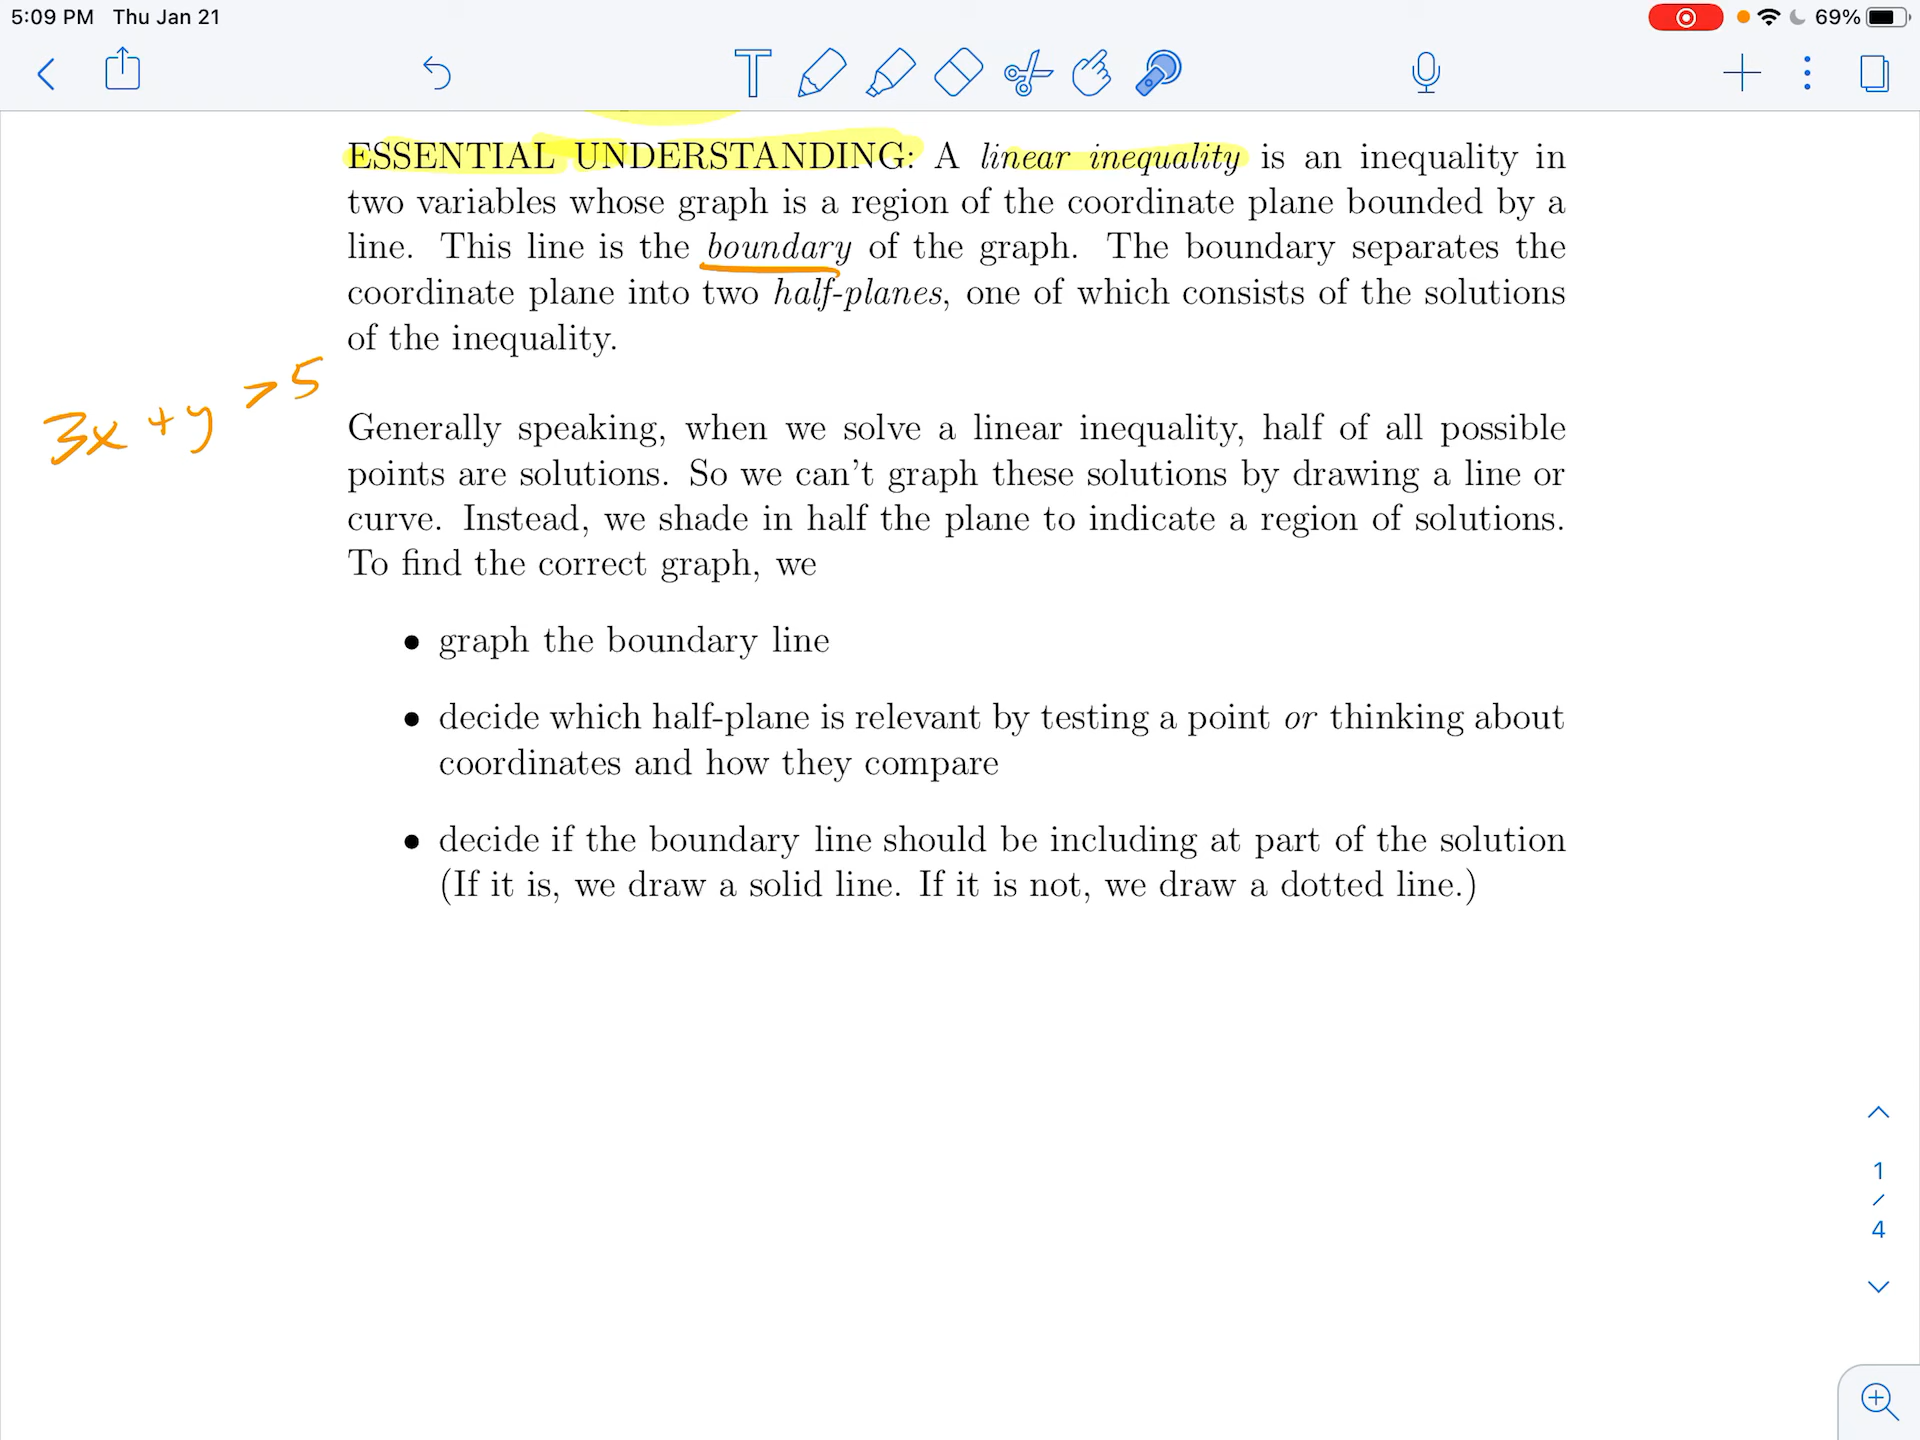 5:09 PM Thu Jan 21
69%
T
ESSENTIAL UNDERSTANDING: A linear inequality is an inequality in
two variables whose graph is a region of the coordinate plane bounded by a
line. This line is the boundary of the graph. The boundary separates the
coordinate plane into two half-planes, one of which consists of the solutions
of the inequality.
3x + y > 5
Generally speaking, when we solve a linear inequality, half of all possible
points are solutions. So we can't graph these solutions by drawing a line or
curve. Instead, we shade in half the plane to indicate a region of solutions.
To find the correct graph, we
• graph the boundary line
• decide which half-plane is relevant by testing a point or thinking about
coordinates and how they compare
• decide if the boundary line should be including at part of the solution
(If it is, we draw a solid line. If it is not, we draw a dotted line.)
1
/
4